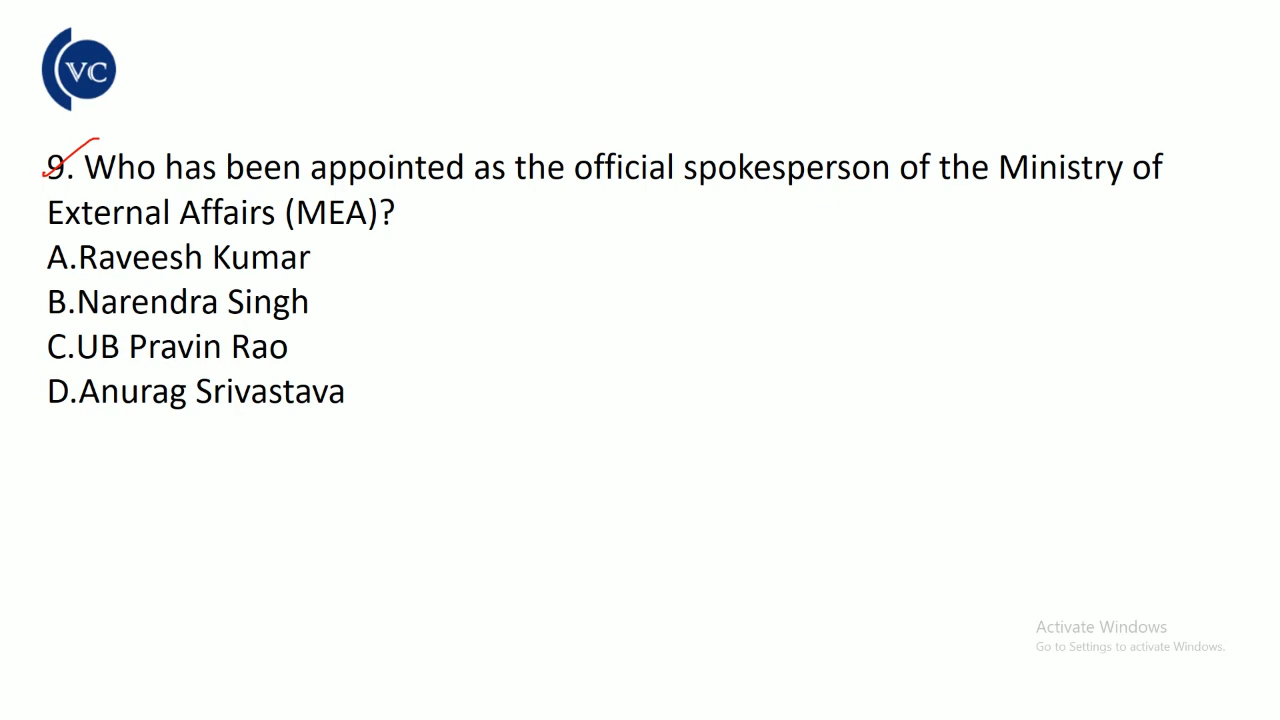 VC
9. Who has been appointed as the official spokesperson of the Ministry of
External Affairs (MEA)?
A.Raveesh Kumar
B.Narendra Singh
C.UB Pravin Rao
D.Anurag Srivastava
Activate Windows
Go to Settings to activate Windows.